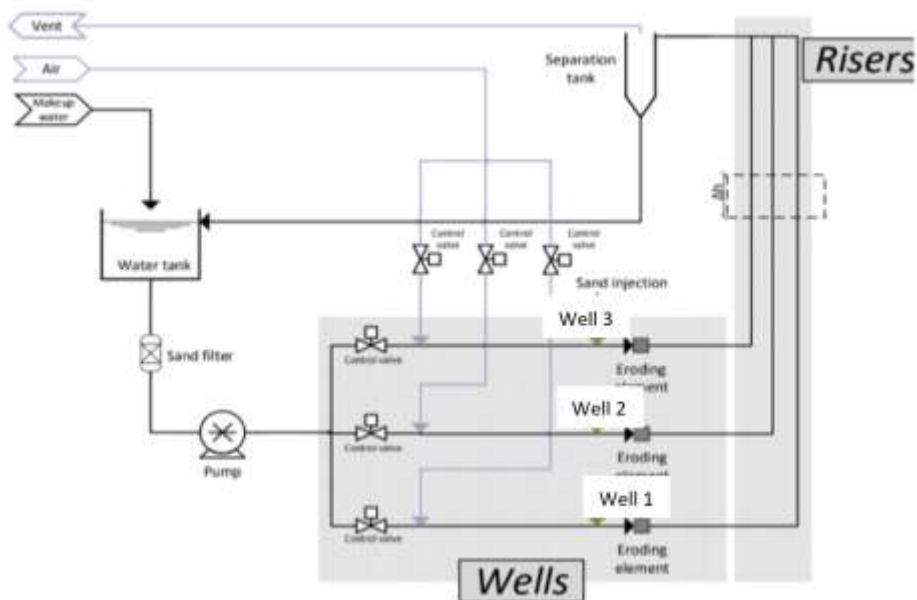 Vent
Air
Makeup
water
Separation
tank
Risers
Δh
Control
valve
Control
valve
Control
valve
Water tank
Sand injection
Well 3
Sand filter
Control valve
Eroding
element
Well 2
Pump
Control valve
Eroding
element
Well 1
Control valve
Eroding
element
Wells